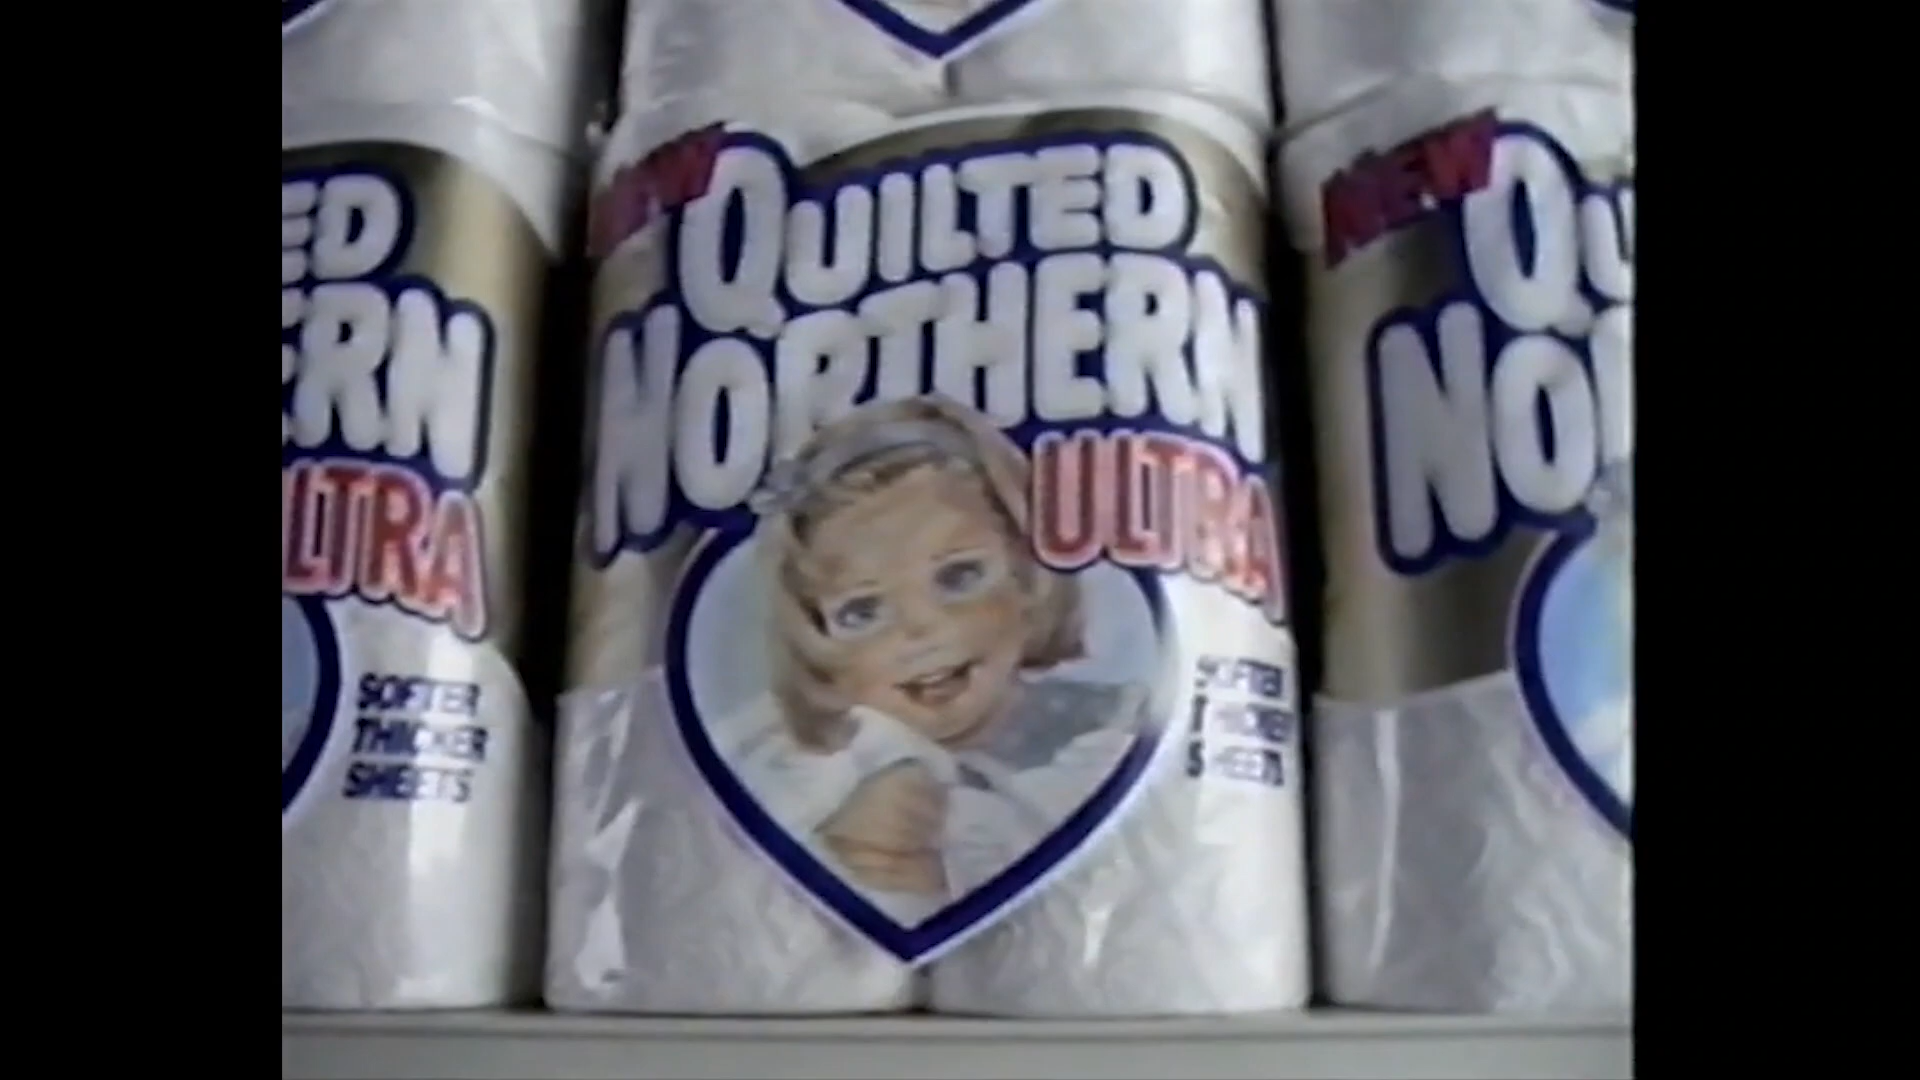 NEW QUILTED
NORTHERN
ULTRA
SOFTER
THICKER
SHEETS
ED
ERN
LTRA
SOFTER
THICKER
SHEETS
NEW QU
NO